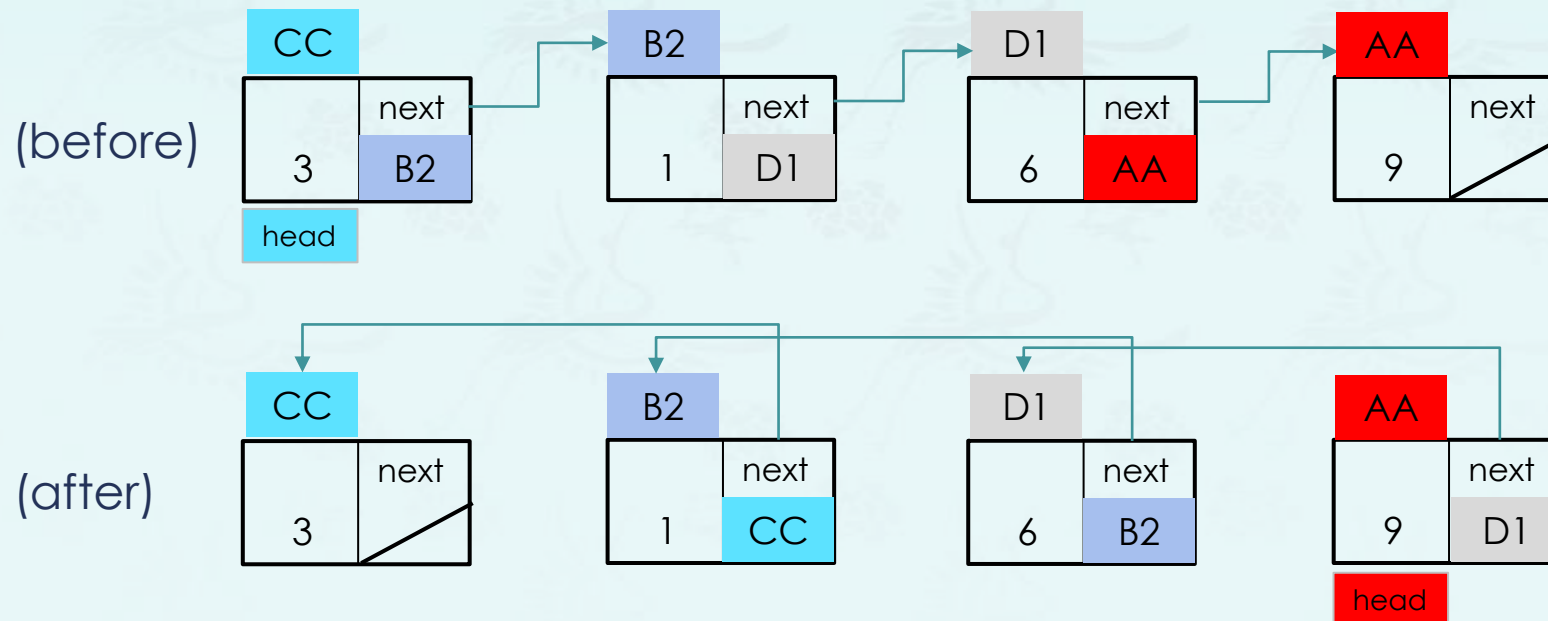 CC B2 D1 AA
next next next next
(before)
3 B2 1 D1 6 AA 9
head
CC B2 D1 AA
next next next next
(after)
3 1 CC 6 B2 9 D1
head